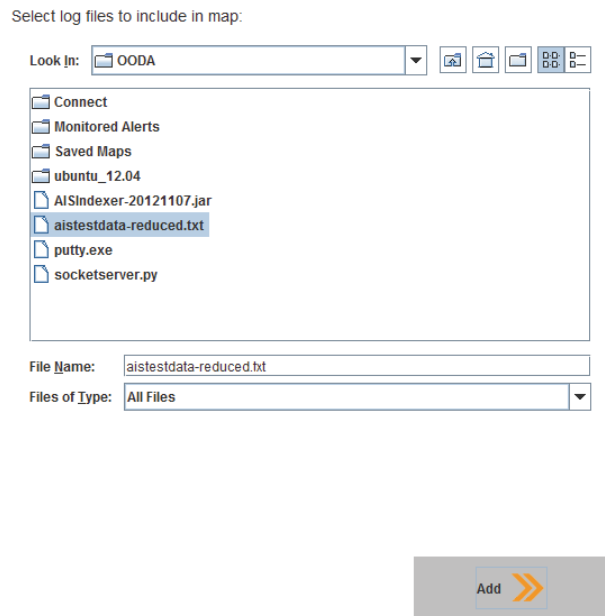 Select log files to include in map:
Look In: OODA
Connect
Monitored Alerts
Saved Maps
ubuntu_12.04
AISIndexer-20121107.jar
aistestdata-reduced.txt
putty.exe
socketserver.py
File Name: aistestdata-reduced.txt
Files of Type: All Files
Add